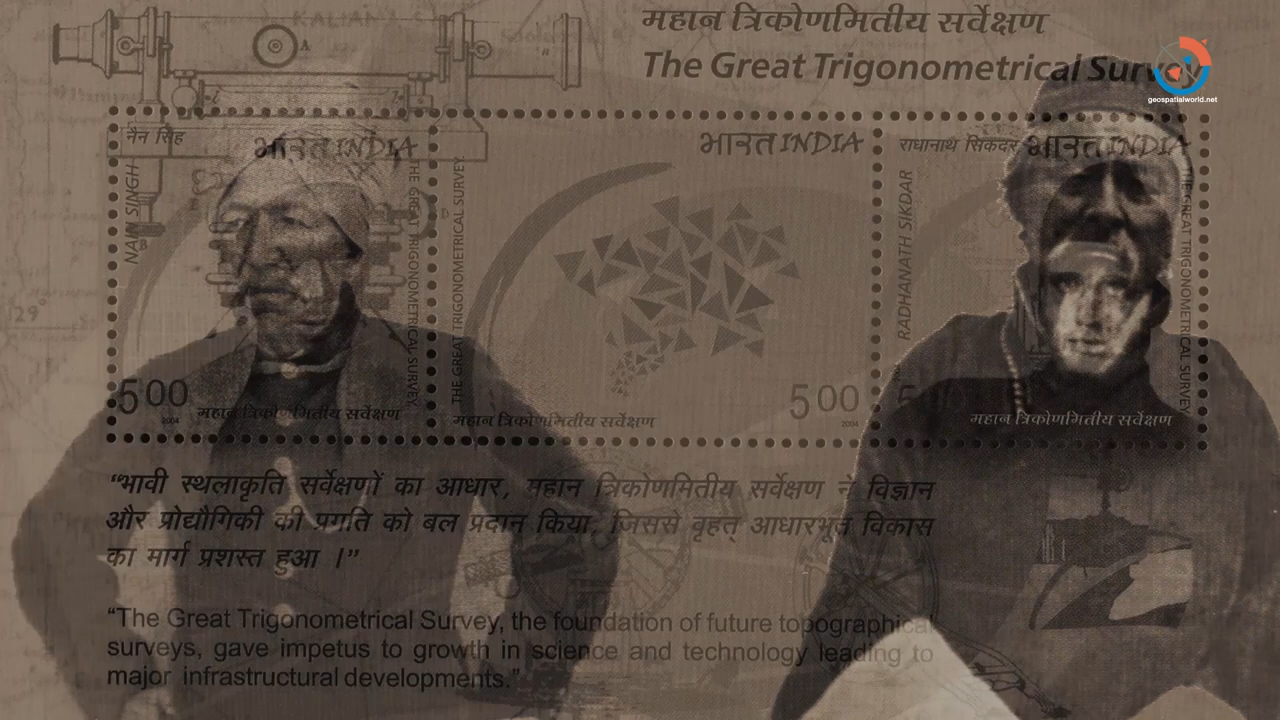 महान त्रिकोणमितीय सर्वेक्षण
The Great Trigonometrical Survey
geospatialworld.net
नैन सिंह
भारत INDIA
NAIN SINGH
THE GREAT TRIGONOMETRICAL SURVEY
5 00
2004
महान त्रिकोणमितीय सर्वेक्षण
भारत INDIA
THE GREAT TRIGONOMETRICAL SURVEY
महान त्रिकोणमितीय सर्वेक्षण
5 00
2004
राधानाथ सिकदर
भारत INDIA
RADHANATH SIKDAR
THE GREAT TRIGONOMETRICAL SURVEY
महान त्रिकोणमितीय सर्वेक्षण
“भावी स्थलाकृति सर्वेक्षणों का आधार, महान त्रिकोणमितीय सर्वेक्षण ने विज्ञान
और प्रोद्यौगिकी की प्रगति को बल प्रदान किया, जिससे वृहत् आधारभूत विकास
का मार्ग प्रशस्त हुआ ।”
“The Great Trigonometrical Survey, the foundation of future topographical
surveys, gave impetus to growth in science and technology leading to
major infrastructural developments.”